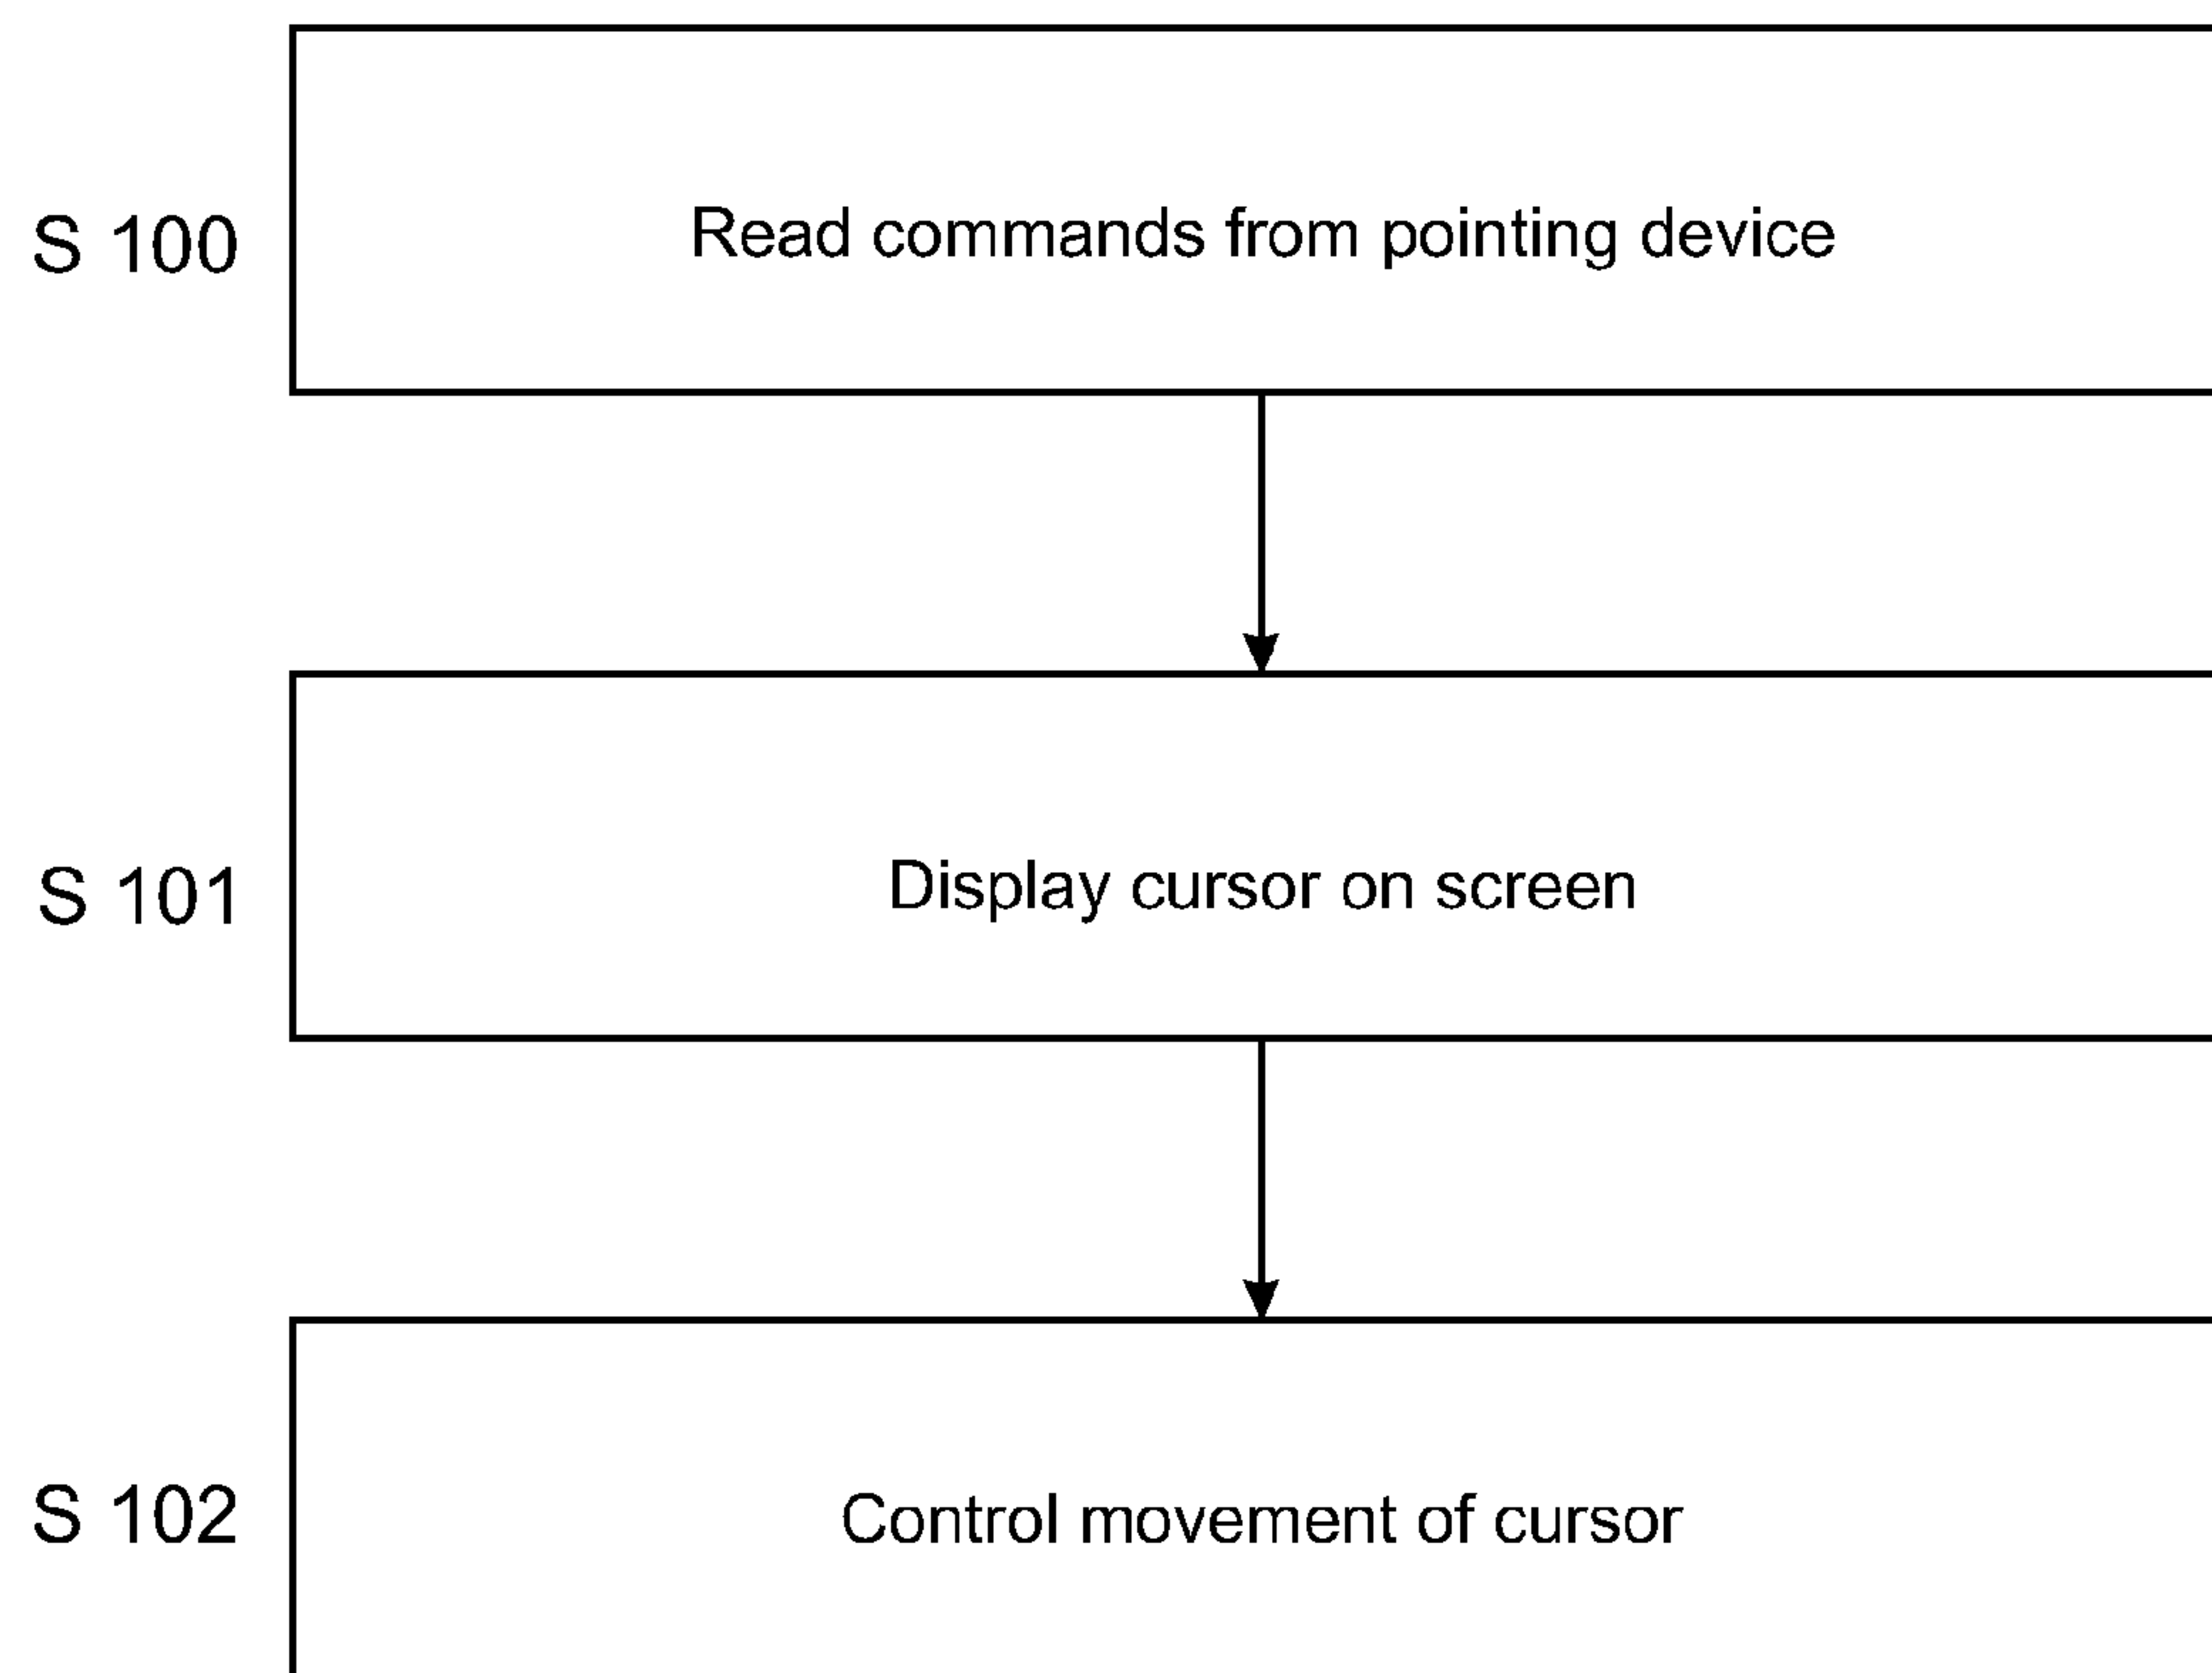 S 100
Read commands from pointing device
S 101
Display cursor on screen
S 102
Control movement of cursor